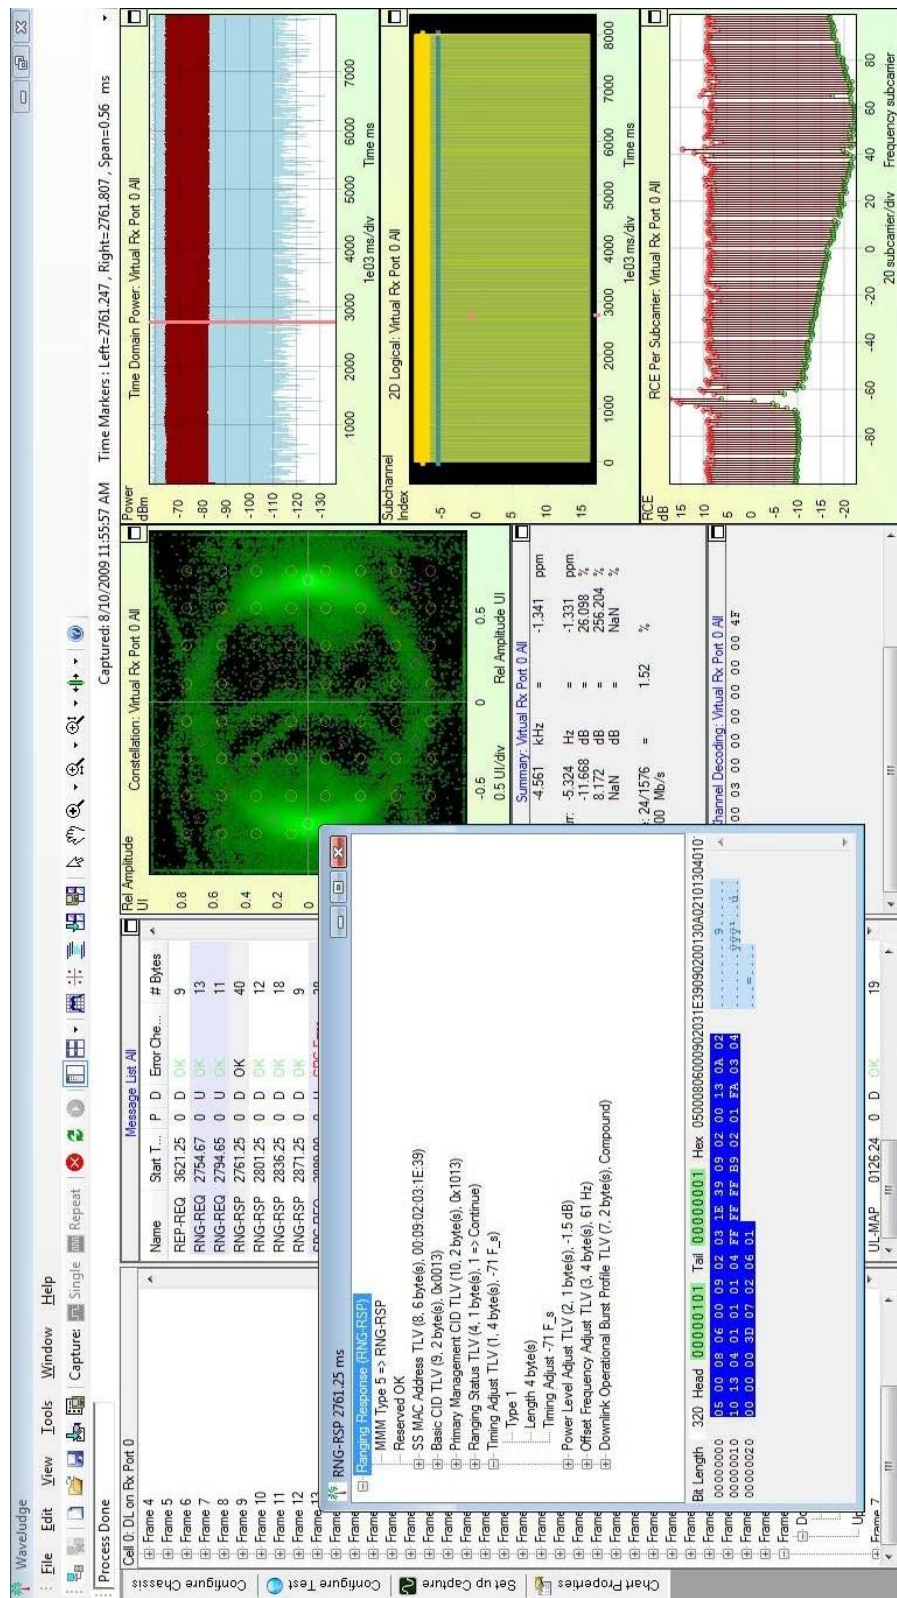 WaveJudge
File Edit View Tools Window Help
Capture: Single Repeat
Process Done
Captured: 8/10/2009 11:55:57 AM Time Markers : Left=2761.247 , Right=2761.807, Span=0.56 ms
Configure Chassis
Configure Test
Set up Capture
Chart Properties
Cell 0: DL on Rx Port 0
Frame 4
Frame 5
Frame 6
Frame 7
Frame 8
Frame 9
Frame 10
Frame 11
Frame 12
Frame 13
Frame
Frame 7
Message List All
Name Start T... P D Error Che... # Bytes
REP-REQ 3621.25 0 D OK 9
RNG-REQ 2754.67 0 U OK 13
RNG-REQ 2794.65 0 U OK 11
RNG-RSP 2761.25 0 D OK 40
RNG-RSP 2801.25 0 D OK 12
RNG-RSP 2836.25 0 D OK 18
RNG-RSP 2871.25 0 D OK 9
UL-MAP 0126.24 0 D OK 19
Constellation: Virtual Rx Port 0 All
Rel Amplitude
UI
0.8
0.6
0.4
0.2
0
-0.5 0 0.5
0.5 UI/div Rel Amplitude UI
Summary: Virtual Rx Port 0 All
-4.561 kHz = -1.341 ppm
-5.324 Hz = -1.331 ppm
-11.668 dB = 26.098 %
8.172 dB = 256.204 %
NaN dB = NaN %
: 24/1576 = 1.52 %
00 Mb/s
Channel Decoding: Virtual Rx Port 0 All
00 03 00 00 00 00 00 4F
Time Domain Power: Virtual Rx Port 0 All
Power
dBm
-70
-80
-90
-100
-110
-120
-130
1000 2000 3000 4000 5000 6000 7000
1e03 ms/div Time ms
2D Logical: Virtual Rx Port 0 All
Subchannel
Index
-5
0
5
10
15
0 1000 2000 3000 4000 5000 6000 7000 8000
1e03 ms/div Time ms
RCE Per Subcarrier: Virtual Rx Port 0 All
RCE
dB
15
10
5
0
-5
-10
-15
-20
-80 -60 -40 -20 0 20 40 60 80
20 subcarrier/div Frequency subcarrier
RNG-RSP 2761.25 ms
Ranging Response (RNG-RSP)
MMM Type 5 => RNG-RSP
Reserved OK
SS MAC Address TLV (8, 6 byte(s), 00:09:02:03:1E:39)
Basic CID TLV (9, 2 byte(s), 0x0013)
Primary Management CID TLV (10, 2 byte(s), 0x1013)
Ranging Status TLV (4, 1 byte(s), 1 => Continue)
Timing Adjust TLV (1, 4 byte(s), -71 F_s)
Type 1
Length 4 byte(s)
Timing Adjust -71 F_s
Power Level Adjust TLV (2, 1 byte(s), -1.5 dB)
Offset Frequency Adjust TLV (3, 4 byte(s), 61 Hz)
Downlink Operational Burst Profile TLV (7, 2 byte(s), Compound)
Bit Length 320 Head 00000101 Tail 00000001 Hex 05000806000902031E39090200130A02101304010
00000000 05 00 08 06 00 09 02 03 1E 39 09 02 00 13 0A 02
00000010 10 13 04 01 01 01 04 FF FF FF B9 02 01 FA 03 04
00000020 00 00 00 3D 07 02 06 01